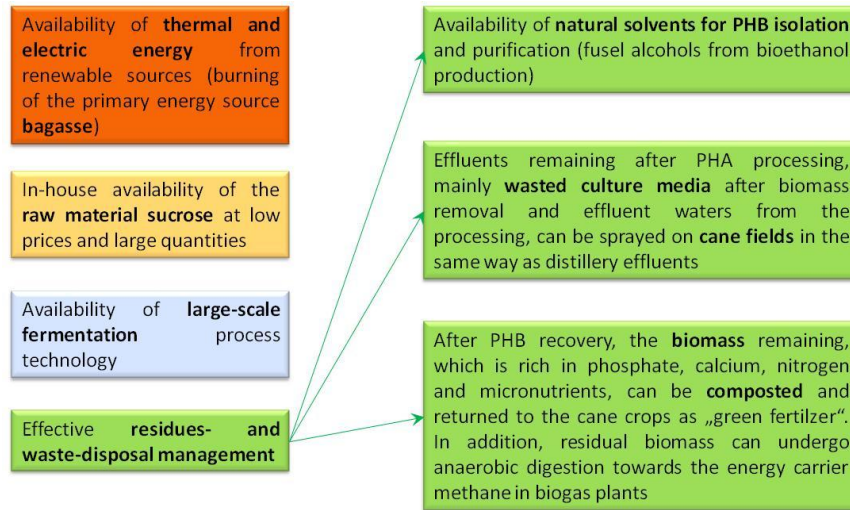 Availability of thermal and
electric energy from
renewable sources (burning
of the primary energy source
bagasse)
In-house availability of the
raw material sucrose at low
prices and large quantities
Availability of large-scale
fermentation process
technology
Effective residues- and
waste-disposal management
Availability of natural solvents for PHB isolation
and purification (fusel alcohols from bioethanol
production)
Effluents remaining after PHA processing,
mainly wasted culture media after biomass
removal and effluent waters from the
processing, can be sprayed on cane fields in the
same way as distillery effluents
After PHB recovery, the biomass remaining,
which is rich in phosphate, calcium, nitrogen
and micronutrients, can be composted and
returned to the cane crops as „green fertilzer“.
In addition, residual biomass can undergo
anaerobic digestion towards the energy carrier
methane in biogas plants